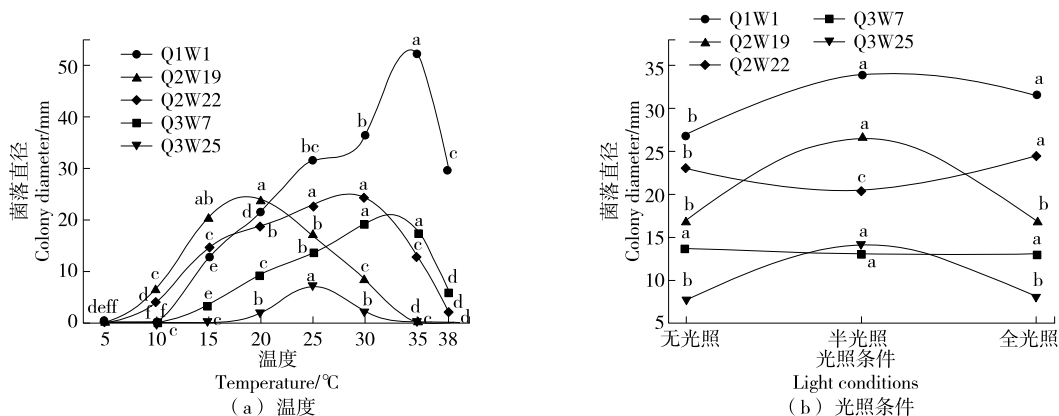 Q1W1
Q2W19
Q2W22
Q3W7
Q3W25
菌落直径
Colony diameter/mm
50
40
30
20
10
0
5
10
15
20
25
30
35
38
40
deff
c
d
f
f
c
ab
c
e
e
c
d
a
b
c
b
bc
a
b
b
a
b
a
a
c
b
a
a
c
d
c
c
d
d
d
温度
Temperature/℃
(a) 温度
Q1W1
Q2W19
Q2W22
Q3W7
Q3W25
菌落直径
Colony diameter/mm
35
30
25
20
15
10
5
b
b
b
a
b
a
a
c
a
a
a
a
b
a
b
无光照
半光照
全光照
光照条件
Light conditions
(b) 光照条件